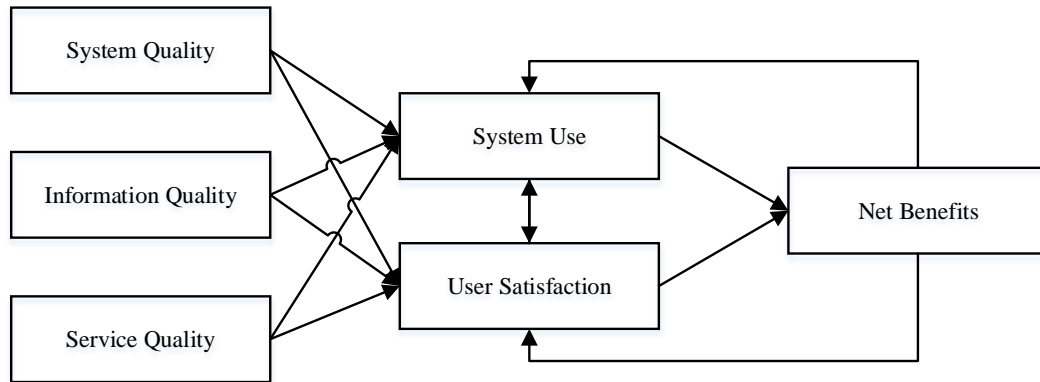 System Quality
System Use
Information Quality
Net Benefits
User Satisfaction
Service Quality